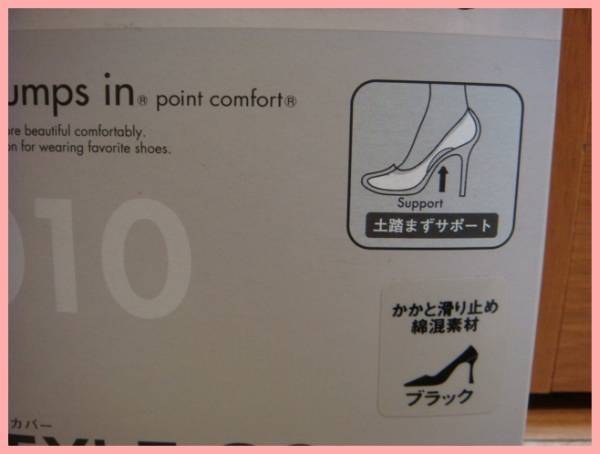 umps in® point comfort®
re beautiful comfortably.
on for wearing favorite shoes.
Support
土踏まずサポート
010
かかと滑り止め
綿混素材
ブラック
カバー